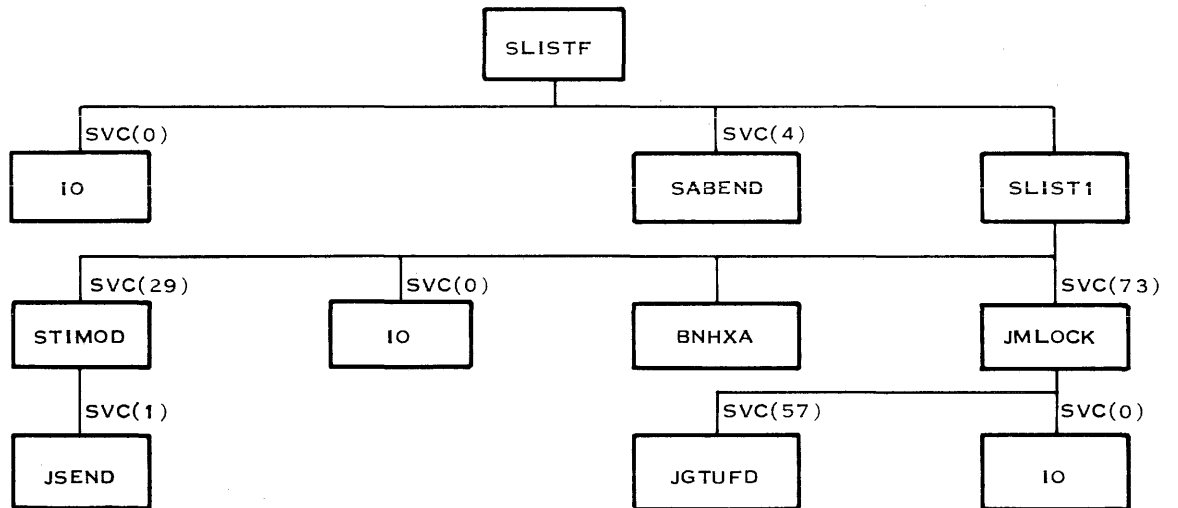 SLISTF
SVC(0)
SVC(4)
IO
SABEND
SLIST1
SVC(29)
SVC(0)
SVC(73)
STIMOD
IO
BNHXA
JMLOCK
SVC(1)
SVC(57)
SVC(0)
JSEND
JGTUFD
IO